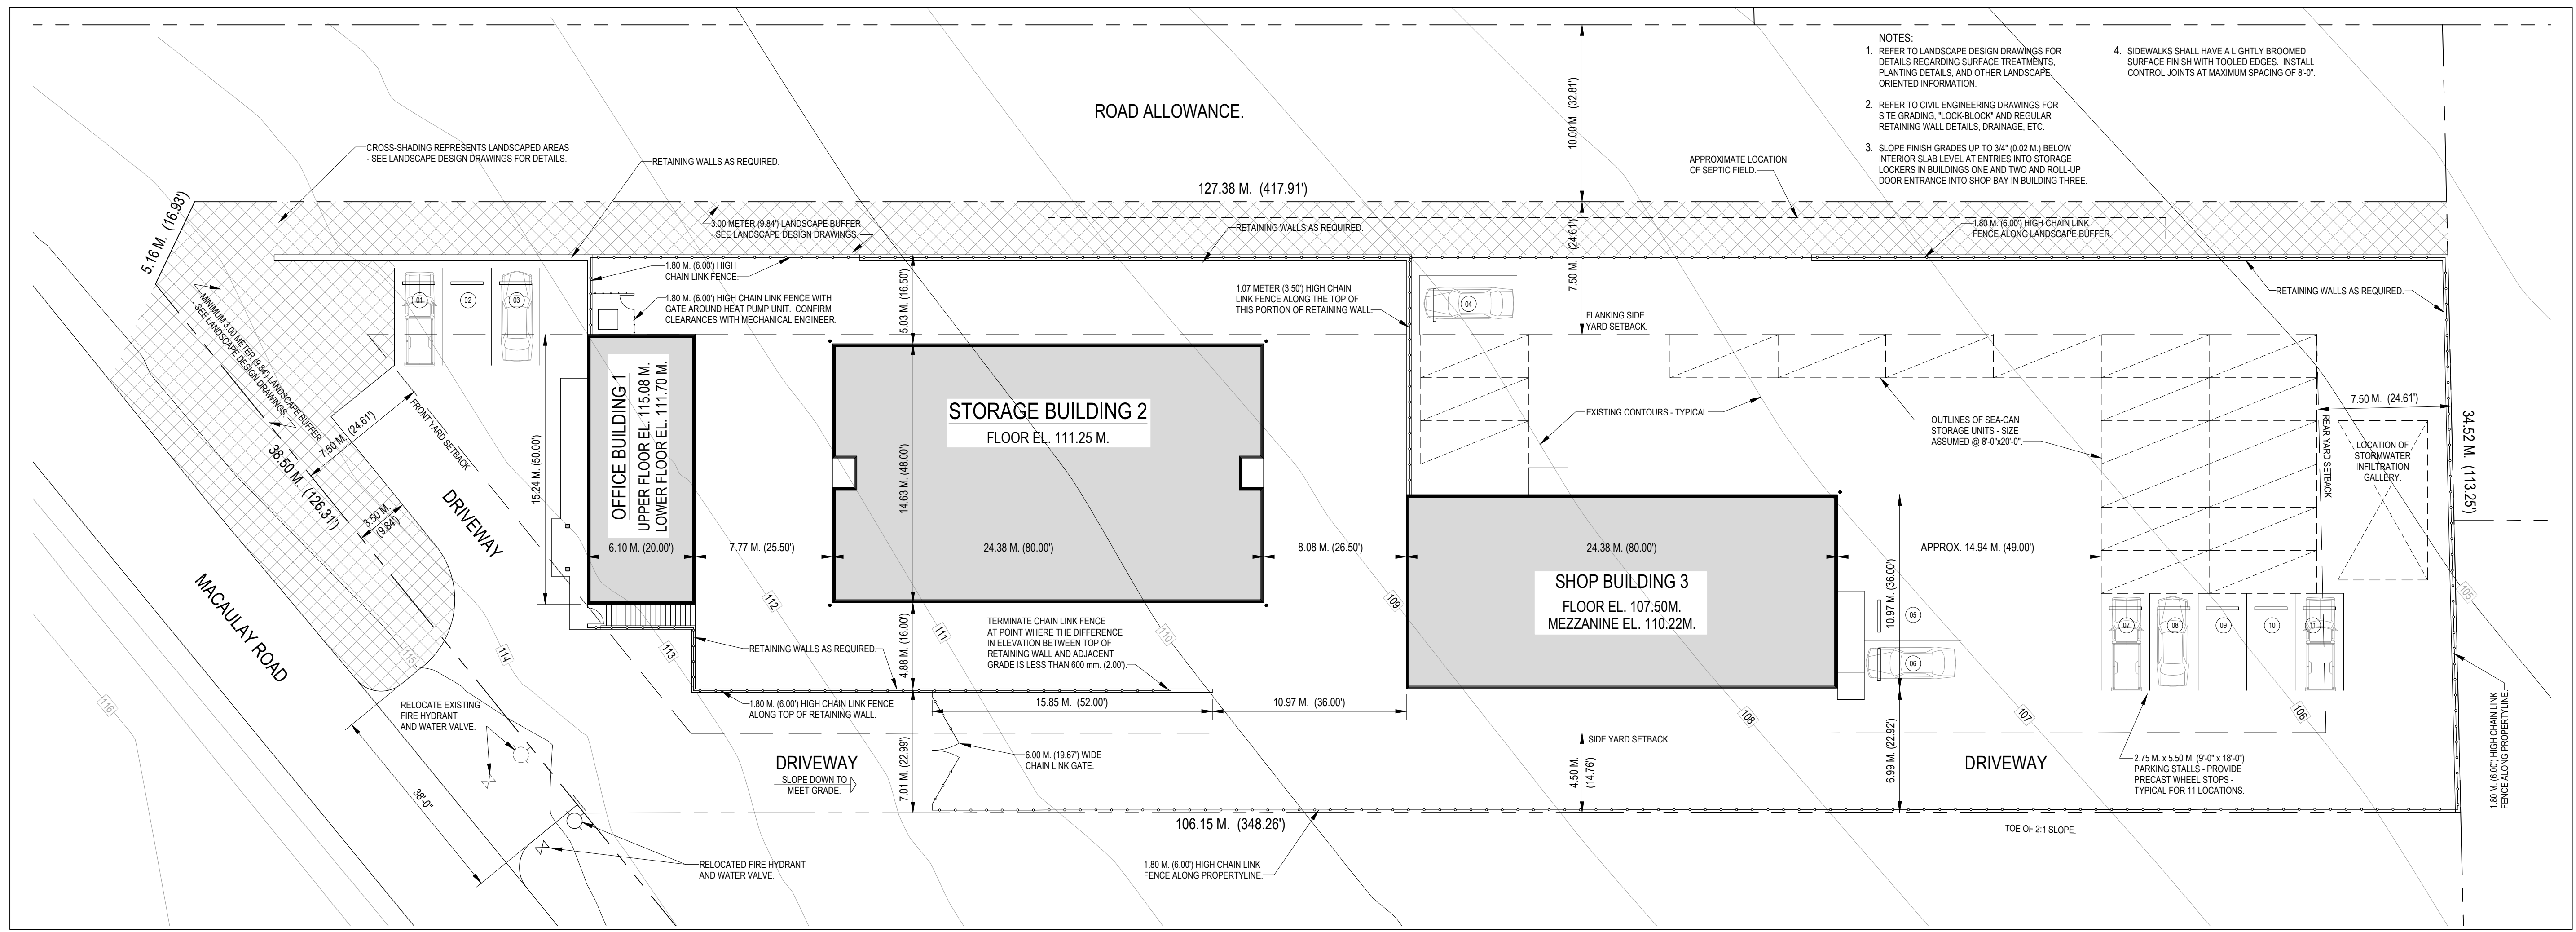 NOTES:
1. REFER TO LANDSCAPE DESIGN DRAWINGS FOR
DETAILS REGARDING SURFACE TREATMENTS,
PLANTING DETAILS, AND OTHER LANDSCAPE
ORIENTED INFORMATION.
2. REFER TO CIVIL ENGINEERING DRAWINGS FOR
SITE GRADING, "LOCK-BLOCK" AND REGULAR
RETAINING WALL DETAILS, DRAINAGE, ETC.
3. SLOPE FINISH GRADES UP TO 3/4" (0.02 M.) BELOW
INTERIOR SLAB LEVEL AT ENTRIES INTO STORAGE
LOCKERS IN BUILDINGS ONE AND TWO AND ROLL-UP
DOOR ENTRANCE INTO SHOP BAY IN BUILDING THREE.
4. SIDEWALKS SHALL HAVE A LIGHTLY BROOMED
SURFACE FINISH WITH TOOLED EDGES. INSTALL
CONTROL JOINTS AT MAXIMUM SPACING OF 8'-0".
ROAD ALLOWANCE.
10.00 M. (32.81')
CROSS-SHADING REPRESENTS LANDSCAPED AREAS
- SEE LANDSCAPE DESIGN DRAWINGS FOR DETAILS.
RETAINING WALLS AS REQUIRED.
APPROXIMATE LOCATION
OF SEPTIC FIELD.
127.38 M. (417.91')
5.16 M. (16.93')
3.00 METER (9.84') LANDSCAPE BUFFER
- SEE LANDSCAPE DESIGN DRAWINGS.
RETAINING WALLS AS REQUIRED.
7.50 M. (24.61')
1.80 M. (6.00') HIGH CHAIN LINK
FENCE ALONG LANDSCAPE BUFFER.
1.80 M. (6.00') HIGH
CHAIN LINK FENCE.
1.80 M. (6.00') HIGH CHAIN LINK FENCE WITH
GATE AROUND HEAT PUMP UNIT. CONFIRM
CLEARANCES WITH MECHANICAL ENGINEER.
5.03 M. (16.50')
1.07 METER (3.50') HIGH CHAIN
LINK FENCE ALONG THE TOP OF
THIS PORTION OF RETAINING WALL.
RETAINING WALLS AS REQUIRED.
01
02
03
04
FLANKING SIDE
YARD SETBACK.
MINIMUM 3.00 METER (9.84') LANDSCAPE BUFFER
- SEE LANDSCAPE DESIGN DRAWINGS.
7.50 M. (24.61')
FRONT YARD SETBACK
38.50 M. (126.31')
3.50 M.
(9.84')
DRIVEWAY
MACAULAY ROAD
15.24 M. (50.00')
OFFICE BUILDING 1
UPPER FLOOR EL. 115.08 M.
LOWER FLOOR EL. 111.70 M.
STORAGE BUILDING 2
FLOOR EL. 111.25 M.
14.63 M. (48.00')
EXISTING CONTOURS - TYPICAL.
OUTLINES OF SEA-CAN
STORAGE UNITS - SIZE
ASSUMED @ 8'-0"x20'-0".
REAR YARD SETBACK
7.50 M. (24.61')
LOCATION OF
STORMWATER
INFILTRATION
GALLERY.
34.52 M. (113.25')
6.10 M. (20.00')
7.77 M. (25.50')
24.38 M. (80.00')
8.08 M. (26.50')
24.38 M. (80.00')
APPROX. 14.94 M. (49.00')
SHOP BUILDING 3
FLOOR EL. 107.50M.
MEZZANINE EL. 110.22M.
10.97 M. (36.00')
05
06
07
08
09
10
11
116
115
114
113
112
111
110
109
108
107
106
105
TERMINATE CHAIN LINK FENCE
AT POINT WHERE THE DIFFERENCE
IN ELEVATION BETWEEN TOP OF
RETAINING WALL AND ADJACENT
GRADE IS LESS THAN 600 mm. (2.00').
RETAINING WALLS AS REQUIRED.
4.88 M. (16.00')
1.80 M. (6.00') HIGH CHAIN LINK FENCE
ALONG TOP OF RETAINING WALL.
15.85 M. (52.00')
10.97 M. (36.00')
RELOCATE EXISTING
FIRE HYDRANT
AND WATER VALVE.
38'-0"
DRIVEWAY
SLOPE DOWN TO
MEET GRADE.
7.01 M. (22.99')
6.00 M. (19.67') WIDE
CHAIN LINK GATE.
SIDE YARD SETBACK.
4.50 M.
(14.76')
6.99 M. (22.92')
DRIVEWAY
2.75 M. x 5.50 M. (9'-0" x 18'-0")
PARKING STALLS - PROVIDE
PRECAST WHEEL STOPS -
TYPICAL FOR 11 LOCATIONS.
1.80 M. (6.00') HIGH CHAIN LINK
FENCE ALONG PROPERTYLINE.
106.15 M. (348.26')
TOE OF 2:1 SLOPE.
RELOCATED FIRE HYDRANT
AND WATER VALVE.
1.80 M. (6.00') HIGH CHAIN LINK
FENCE ALONG PROPERTYLINE.